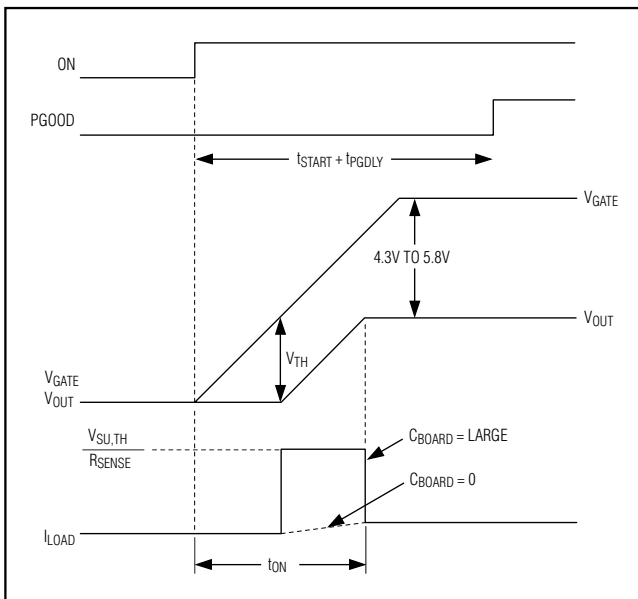 ON
PGOOD
tSTART + tPGDLY
VGATE
4.3V TO 5.8V
VOUT
VTH
VGATE
VOUT
VSU,TH
RSENSE
CBOARD = LARGE
CBOARD = 0
ILOAD
tON